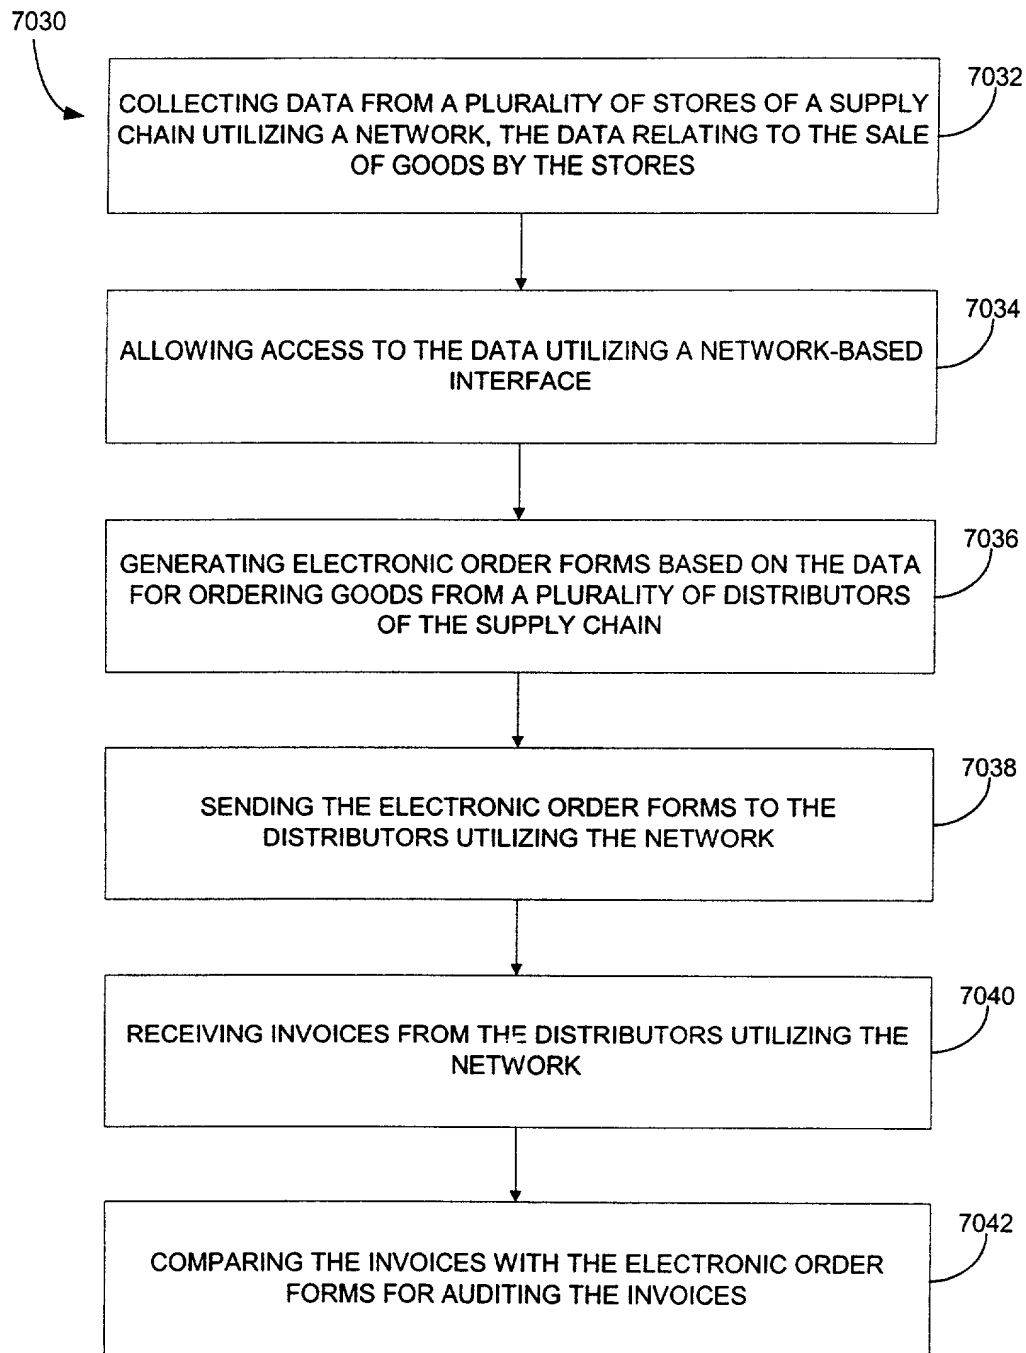 7030
7032
COLLECTING DATA FROM A PLURALITY OF STORES OF A SUPPLY
CHAIN UTILIZING A NETWORK, THE DATA RELATING TO THE SALE
OF GOODS BY THE STORES
7034
ALLOWING ACCESS TO THE DATA UTILIZING A NETWORK-BASED
INTERFACE
7036
GENERATING ELECTRONIC ORDER FORMS BASED ON THE DATA
FOR ORDERING GOODS FROM A PLURALITY OF DISTRIBUTORS
OF THE SUPPLY CHAIN
7038
SENDING THE ELECTRONIC ORDER FORMS TO THE
DISTRIBUTORS UTILIZING THE NETWORK
7040
RECEIVING INVOICES FROM THE DISTRIBUTORS UTILIZING THE
NETWORK
7042
COMPARING THE INVOICES WITH THE ELECTRONIC ORDER
FORMS FOR AUDITING THE INVOICES